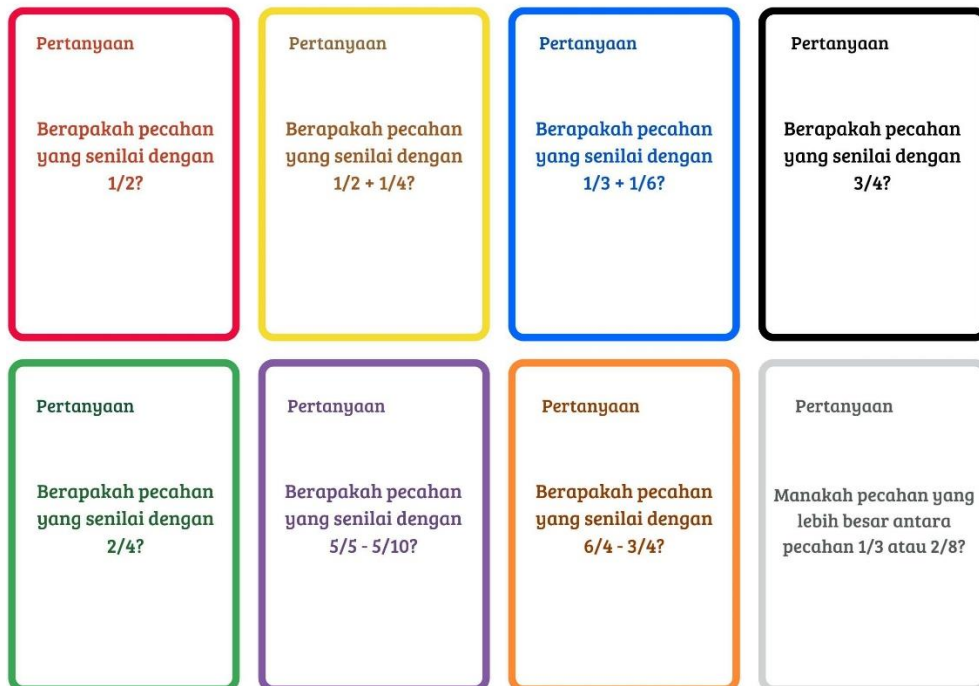 Pertanyaan
Berapakah pecahan
yang senilai dengan
1/2?
Pertanyaan
Berapakah pecahan
yang senilai dengan
1/2 + 1/4?
Pertanyaan
Berapakah pecahan
yang senilai dengan
1/3 + 1/6?
Pertanyaan
Berapakah pecahan
yang senilai dengan
3/4?
Pertanyaan
Berapakah pecahan
yang senilai dengan
2/4?
Pertanyaan
Berapakah pecahan
yang senilai dengan
5/5 - 5/10?
Pertanyaan
Berapakah pecahan
yang senilai dengan
6/4 - 3/4?
Pertanyaan
Manakah pecahan yang
lebih besar antara
pecahan 1/3 atau 2/8?